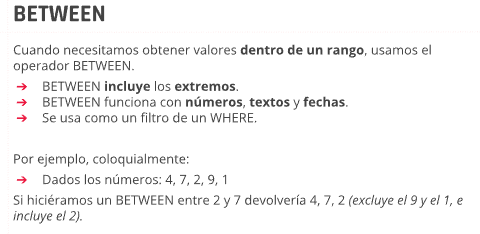 BETWEEN
Cuando necesitamos obtener valores dentro de un rango, usamos el
operador BETWEEN.
➔ BETWEEN incluye los extremos.
➔ BETWEEN funciona con números, textos y fechas.
➔ Se usa como un filtro de un WHERE.
Por ejemplo, coloquialmente:
➔ Dados los números: 4, 7, 2, 9, 1
Si hiciéramos un BETWEEN entre 2 y 7 devolvería 4, 7, 2 (excluye el 9 y el 1, e
incluye el 2).